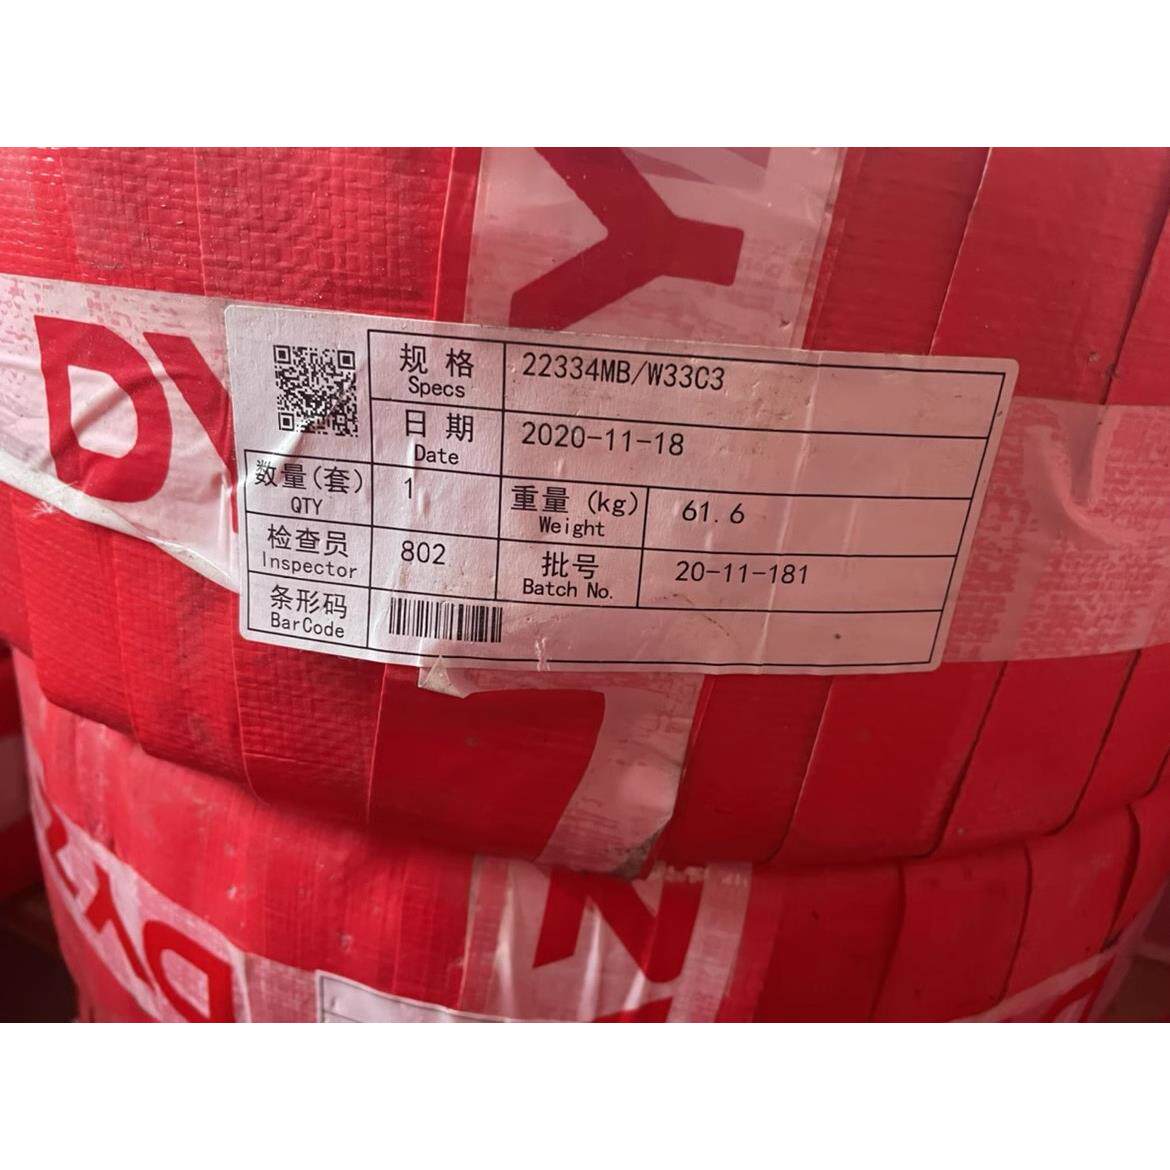 DY
规格 22334MB/W33C3
Specs
日期 2020-11-18
Date
数量(套) 1 重量 (kg) 61.6
QTY Weight
检查员 802 批号 20-11-181
Inspector Batch No.
条形码
BarCode